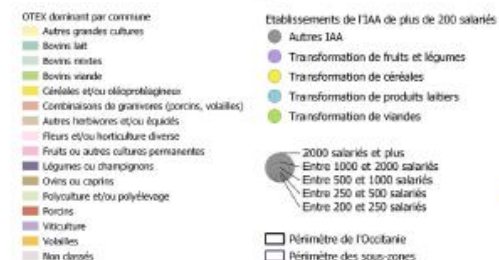 OTEX dominant par commune
Autres grandes cultures
Bovins lait
Bovins mixtes
Bovins viande
Céréales et/ou oléoprotéagineux
Combinaisons de granivores (porcins, volailles)
Autres herbivores et/ou équidés
Fleurs et/ou horticulture diverse
Fruits ou autres cultures permanentes
Légumes ou champignons
Ovins ou caprins
Polyculture et/ou polyélevage
Porcins
Viticulture
Volailles
Non classés
Etablissements de l'IAA de plus de 200 salariés
Autres IAA
Transformation de fruits et légumes
Transformation de céréales
Transformation de produits laitiers
Transformation de viandes
2000 salariés et plus
Entre 1000 et 2000 salariés
Entre 500 et 1000 salariés
Entre 250 et 500 salariés
Entre 200 et 250 salariés
Périmètre de l'Occitanie
Périmètre des sous-zones